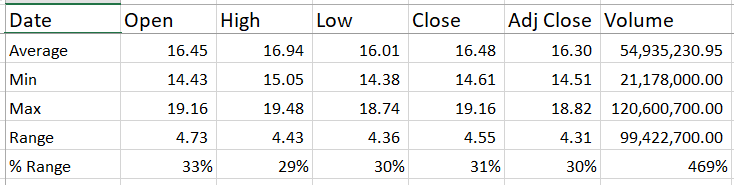 Date Open High Low Close Adj Close Volume
Average 16.45 16.94 16.01 16.48 16.30 54,935,230.95
Min 14.43 15.05 14.38 14.61 14.51 21,178,000.00
Max 19.16 19.48 18.74 19.16 18.82 120,600,700.00
Range 4.73 4.43 4.36 4.55 4.31 99,422,700.00
% Range 33% 29% 30% 31% 30% 469%